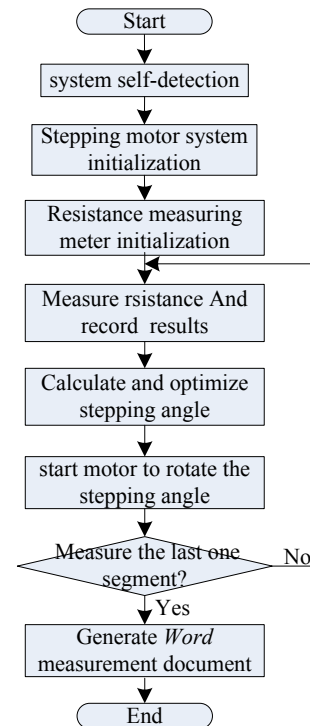 Start
system self-detection
Stepping motor system
initialization
Resistance measuring
meter initialization
Measure rsistance And
record results
Calculate and optimize
stepping angle
start motor to rotate the
stepping angle
Measure the last one
segment?
No
Yes
Generate Word
measurement document
End